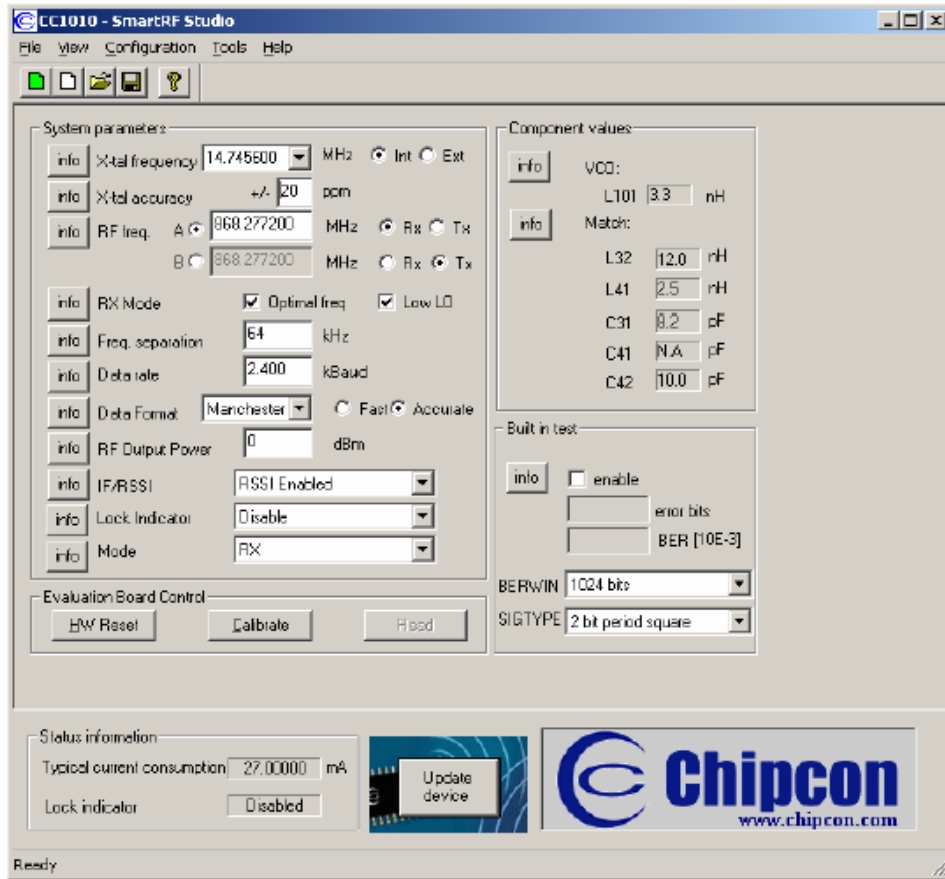 CC1010 - SmartRF Studio
File View Configuration Tools Help
System parameters
info X-tal frequency 14.745600 MHz Int Ext
info X-tal accuracy +/- 20 ppm
info RF freq. A 868.277200 MHz Rx Tx
B 868.277200 MHz Rx Tx
info RX Mode Optimal freq Low LO
info Freq. separation 64 kHz
info Data rate 2.400 kBaud
info Data Format Manchester Fast Accurate
info RF Output Power 0 dBm
info IF/RSSI RSSI Enabled
info Lock Indicator Disable
info Mode RX
Evaluation Board Control
HW Reset Calibrate Read
Component values
info VCO:
L101 3.3 nH
info Match:
L32 12.0 nH
L41 2.5 nH
C31 8.2 pF
C41 N.A pF
C42 10.0 pF
Built in test
info enable
error bits
BER [10E-3]
BERWIN 1024 bits
SIGTYPE 2 bit period square
Status information
Typical current consumption 27.00000 mA
Lock indicator Disabled
Update
device
Chipcon
www.chipcon.com
Ready